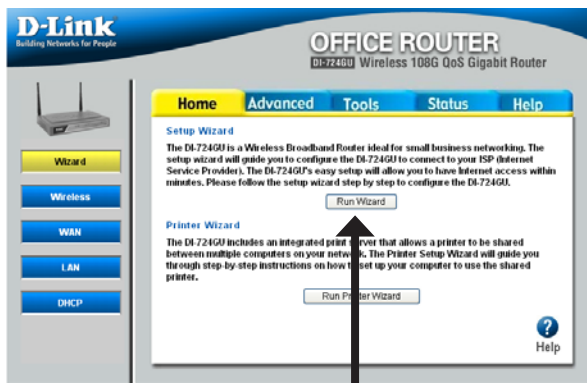 D-Link
Building Networks for People
OFFICE ROUTER
DI-724GU Wireless 108G QoS Gigabit Router
Home
Advanced
Tools
Status
Help
Wizard
Wireless
WAN
LAN
DHCP
Setup Wizard
The DI-724GU is a Wireless Broadband Router ideal for small business networking. The
setup wizard will guide you to configure the DI-724GU to connect to your ISP (Internet
Service Provider). The DI-724GU's easy setup will allow you to have Internet access within
minutes. Please follow the setup wizard step by step to configure the DI-724GU.
Run Wizard
Printer Wizard
The DI-724GU includes an integrated print server that allows a printer to be shared
between multiple computers on your network. The Printer Setup Wizard will guide you
through step-by-step instructions on how to set up your computer to use the shared
printer.
Run Printer Wizard
Help